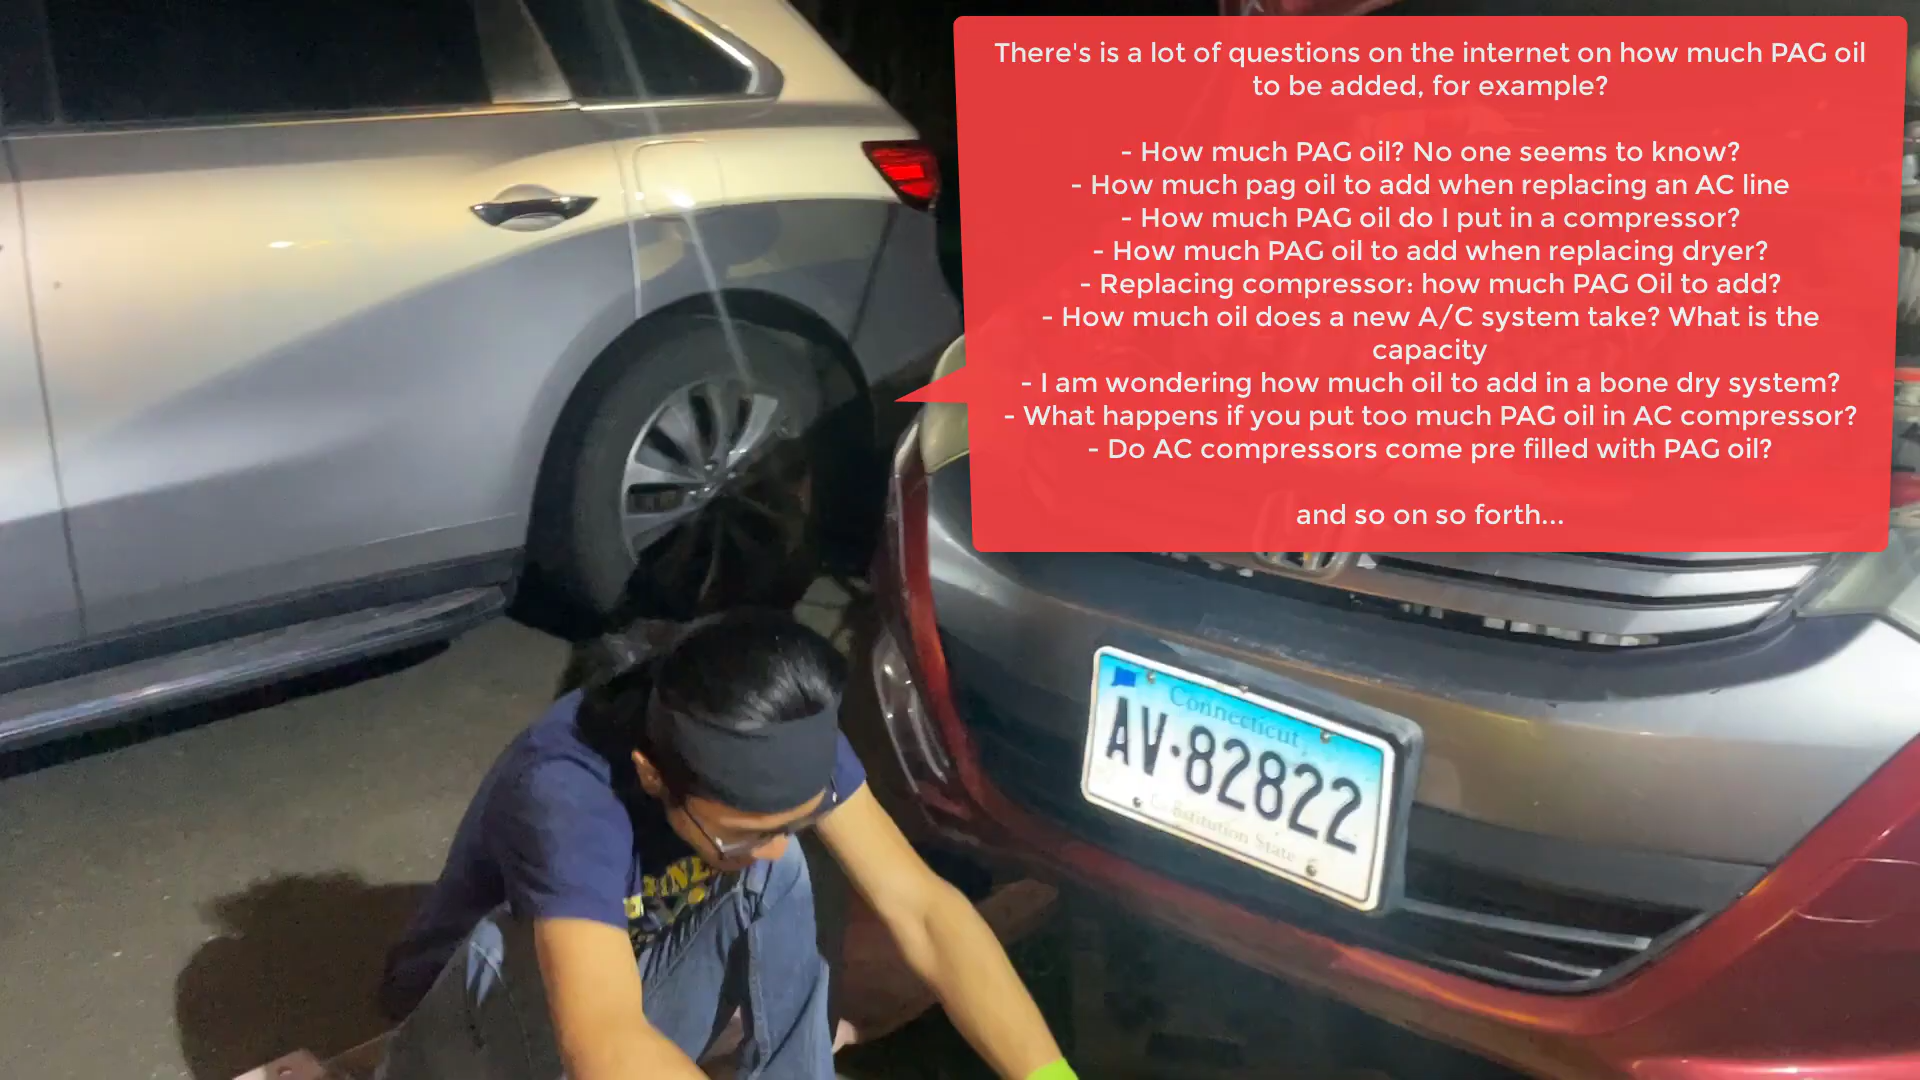 There's is a lot of questions on the internet on how much PAG oil
to be added, for example?
- How much PAG oil? No one seems to know?
- How much pag oil to add when replacing an AC line
- How much PAG oil do I put in a compressor?
- How much PAG oil to add when replacing dryer?
- Replacing compressor: how much PAG Oil to add?
- How much oil does a new A/C system take? What is the
capacity
- I am wondering how much oil to add in a bone dry system?
- What happens if you put too much PAG oil in AC compressor?
- Do AC compressors come pre filled with PAG oil?
and so on so forth...
Connecticut
AV·82822
Constitution State